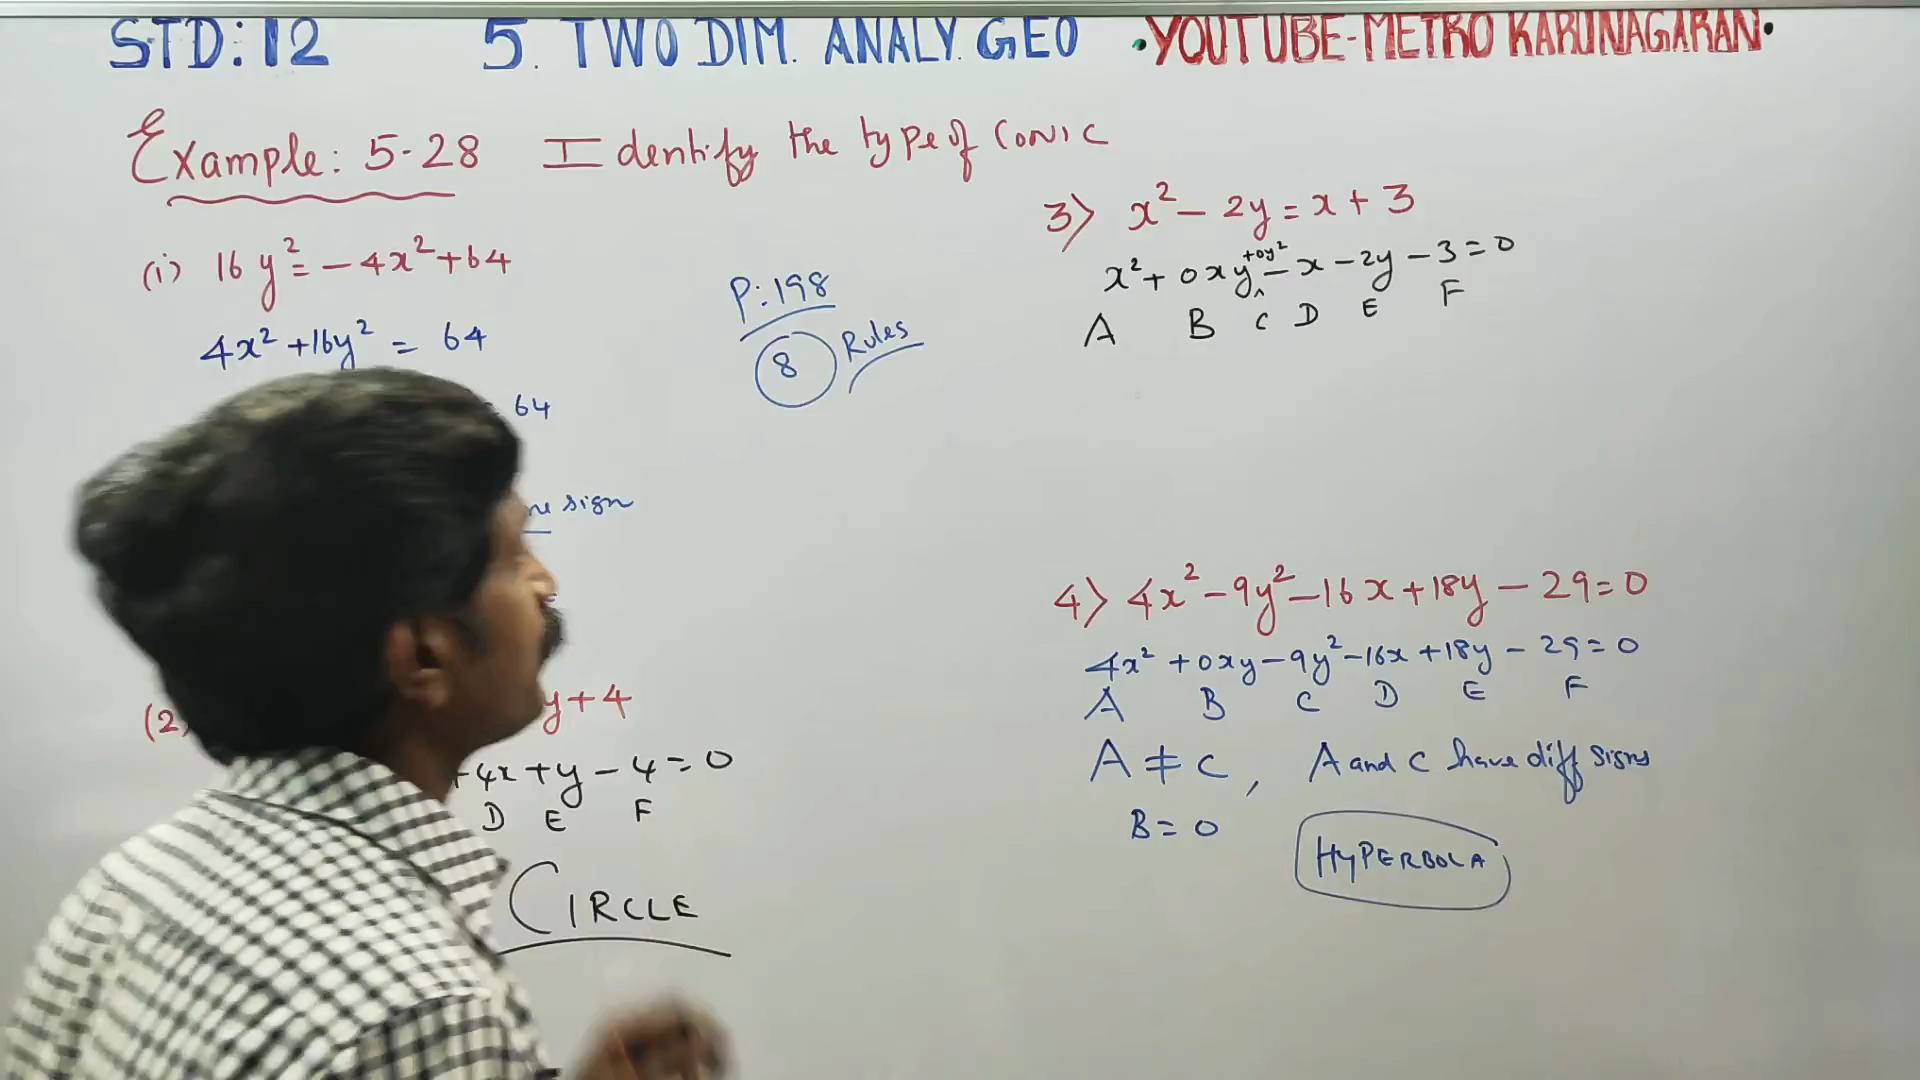 STD: 12 5. TWO DIM. ANALY. GEO •YOUTUBE-METRO KARUNAGARAN•
Example: 5-28 Identify the type of Conic
(i) 16y² = -4x² + 64
4x² + 16y² = 64
64
sign
(2)
y + 4
+4x + y - 4 = 0
D E F
CIRCLE
P: 198
8 Rules
3) x² - 2y = x + 3
+0y²
x² + 0xy ^ - x - 2y - 3 = 0
A B C D E F
4) 4x² - 9y² - 16x + 18y - 29 = 0
4x² + 0xy - 9y² - 16x + 18y - 29 = 0
A B C D E F
A ≠ C , A and C have diff signs
B = 0
HYPERBOLA